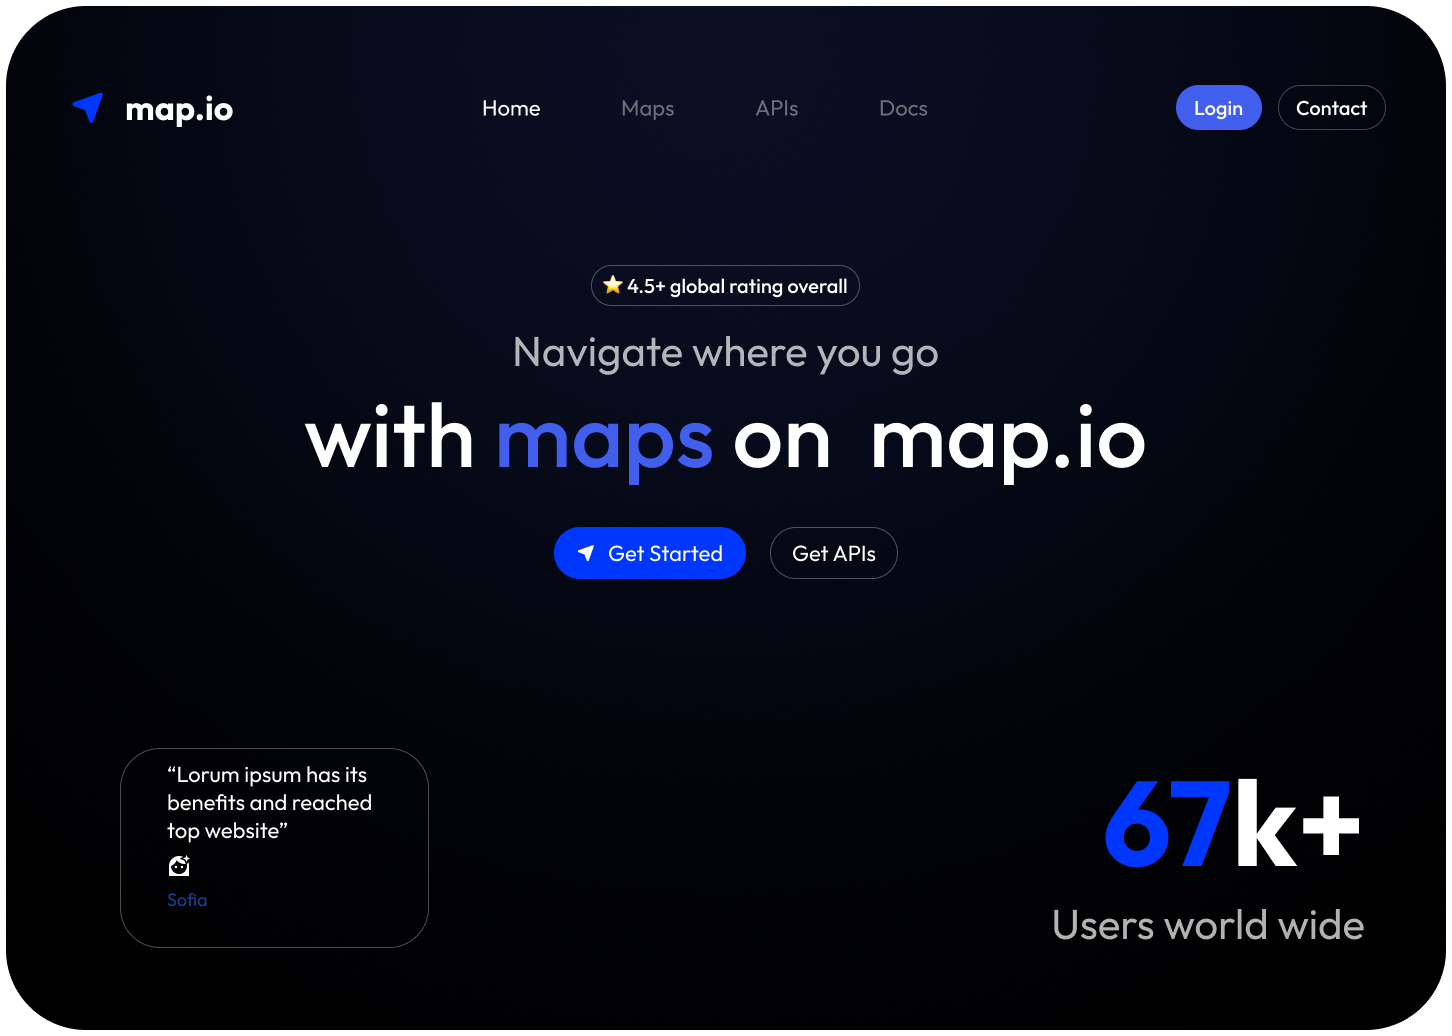 map.io
Home
Maps
APIs
Docs
Login
Contact
4.5+ global rating overall
Navigate where you go
with maps on map.io
Get Started
Get APIs
“Lorum ipsum has its
benefits and reached
top website”
Sofia
67k+
Users world wide